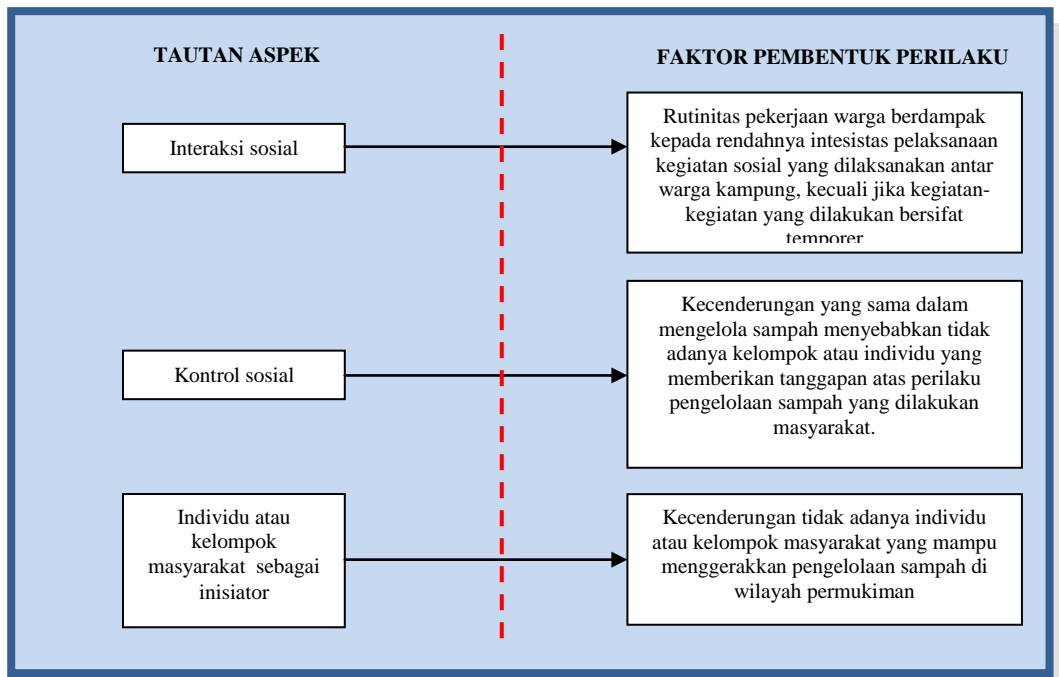 TAUTAN ASPEK
FAKTOR PEMBENTUK PERILAKU
Interaksi sosial
Rutinitas pekerjaan warga berdampak
kepada rendahnya intesistas pelaksanaan
kegiatan sosial yang dilaksanakan antar
warga kampung, kecuali jika kegiatan-
kegiatan yang dilakukan bersifat
temporer
Kontrol sosial
Kecenderungan yang sama dalam
mengelola sampah menyebabkan tidak
adanya kelompok atau individu yang
memberikan tanggapan atas perilaku
pengelolaan sampah yang dilakukan
masyarakat.
Individu atau
kelompok
masyarakat sebagai
inisiator
Kecenderungan tidak adanya individu
atau kelompok masyarakat yang mampu
menggerakkan pengelolaan sampah di
wilayah permukiman